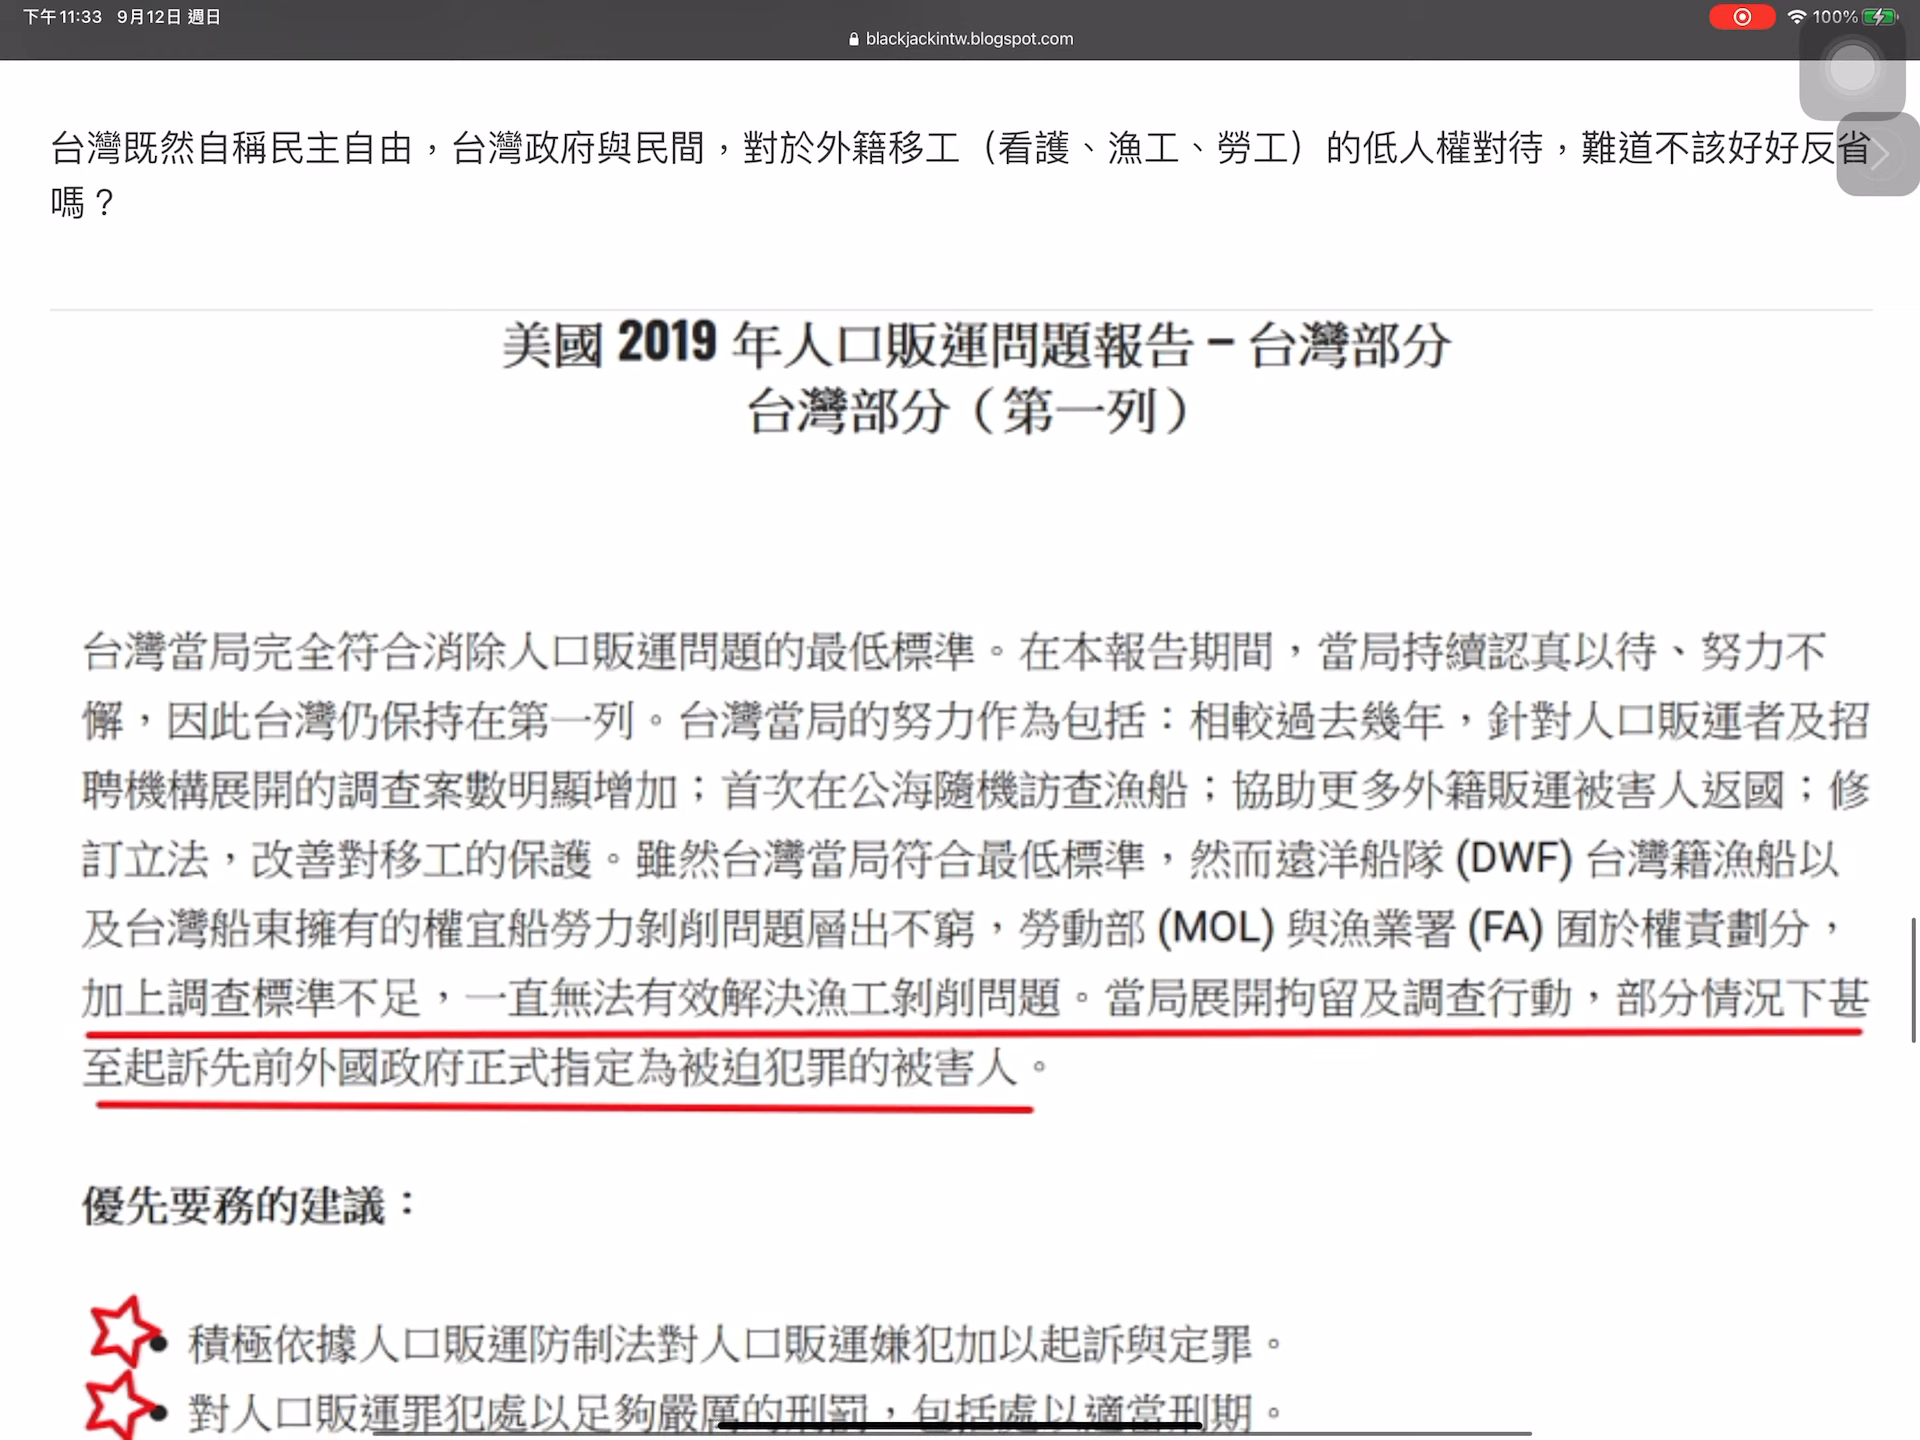 下午11:33 9月12日 週日
100%
blackjackintw.blogspot.com
台灣既然自稱民主自由，台灣政府與民間，對於外籍移工（看護、漁工、勞工）的低人權對待，難道不該好好反省
嗎？
美國 2019 年人口販運問題報告 – 台灣部分
台灣部分（第一列）
台灣當局完全符合消除人口販運問題的最低標準。在本報告期間，當局持續認真以待、努力不
懈，因此台灣仍保持在第一列。台灣當局的努力作為包括：相較過去幾年，針對人口販運者及招
聘機構展開的調查案數明顯增加；首次在公海隨機訪查漁船；協助更多外籍販運被害人返國；修
訂立法，改善對移工的保護。雖然台灣當局符合最低標準，然而遠洋船隊 (DWF) 台灣籍漁船以
及台灣船東擁有的權宜船勞力剝削問題層出不窮，勞動部 (MOL) 與漁業署 (FA) 囿於權責劃分，
加上調查標準不足，一直無法有效解決漁工剝削問題。當局展開拘留及調查行動，部分情況下甚
至起訴先前外國政府正式指定為被迫犯罪的被害人。
優先要務的建議：
• 積極依據人口販運防制法對人口販運嫌犯加以起訴與定罪。
• 對人口販運罪犯處以足夠嚴厲的刑罰，包括處以適當刑期。